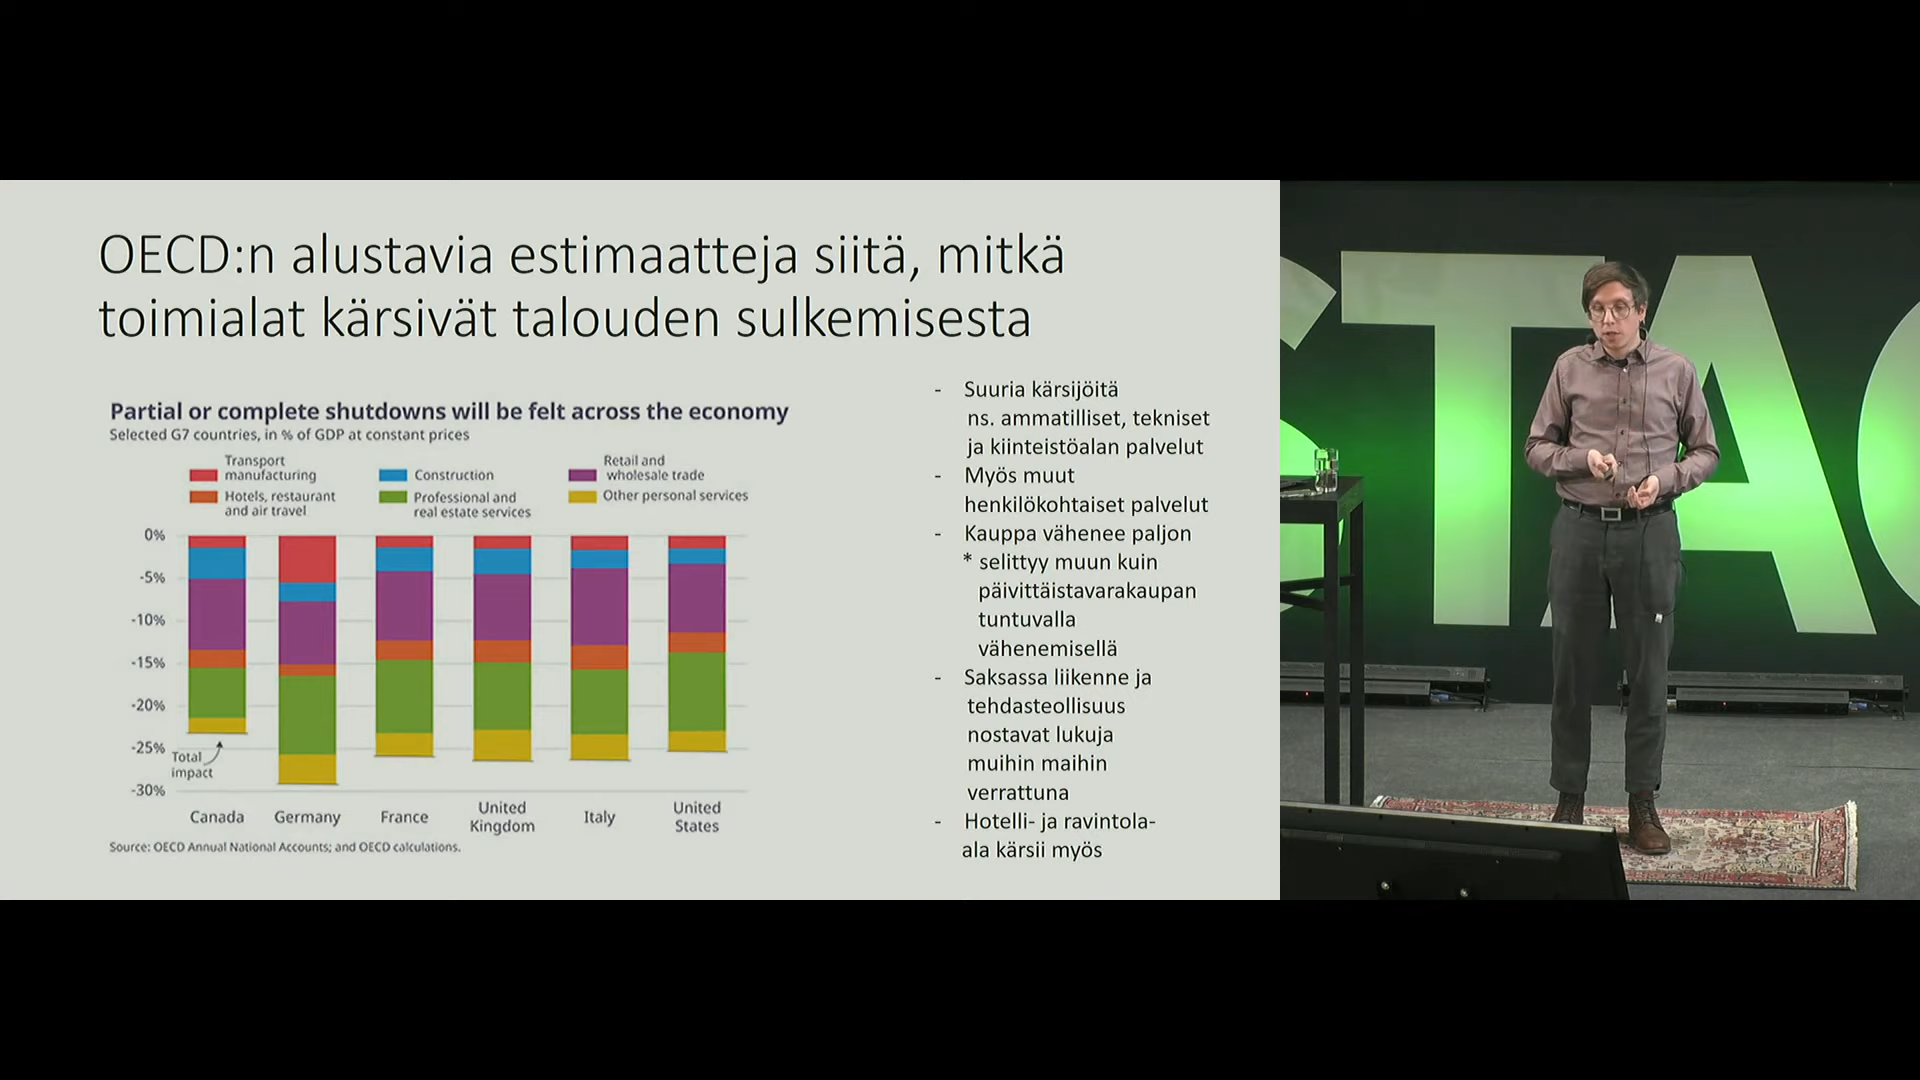 OECD:n alustavia estimaatteja siitä, mitkä
toimialat kärsivät talouden sulkemisesta
Partial or complete shutdowns will be felt across the economy
Selected G7 countries, in % of GDP at constant prices
Transport
manufacturing
Construction
Retail and
wholesale trade
Hotels, restaurant
and air travel
Professional and
real estate services
Other personal services
0%
-5%
-10%
-15%
-20%
-25%
-30%
Total
impact
Canada
Germany
France
United
Kingdom
Italy
United
States
Source: OECD Annual National Accounts; and OECD calculations.
- Suuria kärsijöitä
ns. ammatilliset, tekniset
ja kiinteistöalan palvelut
- Myös muut
henkilökohtaiset palvelut
- Kauppa vähenee paljon
* selittyy muun kuin
päivittäistavarakaupan
tuntuvalla
vähenemisellä
- Saksassa liikenne ja
tehdasteollisuus
nostavat lukuja
muihin maihin
verrattuna
- Hotelli- ja ravintola-
ala kärsii myös
STAG